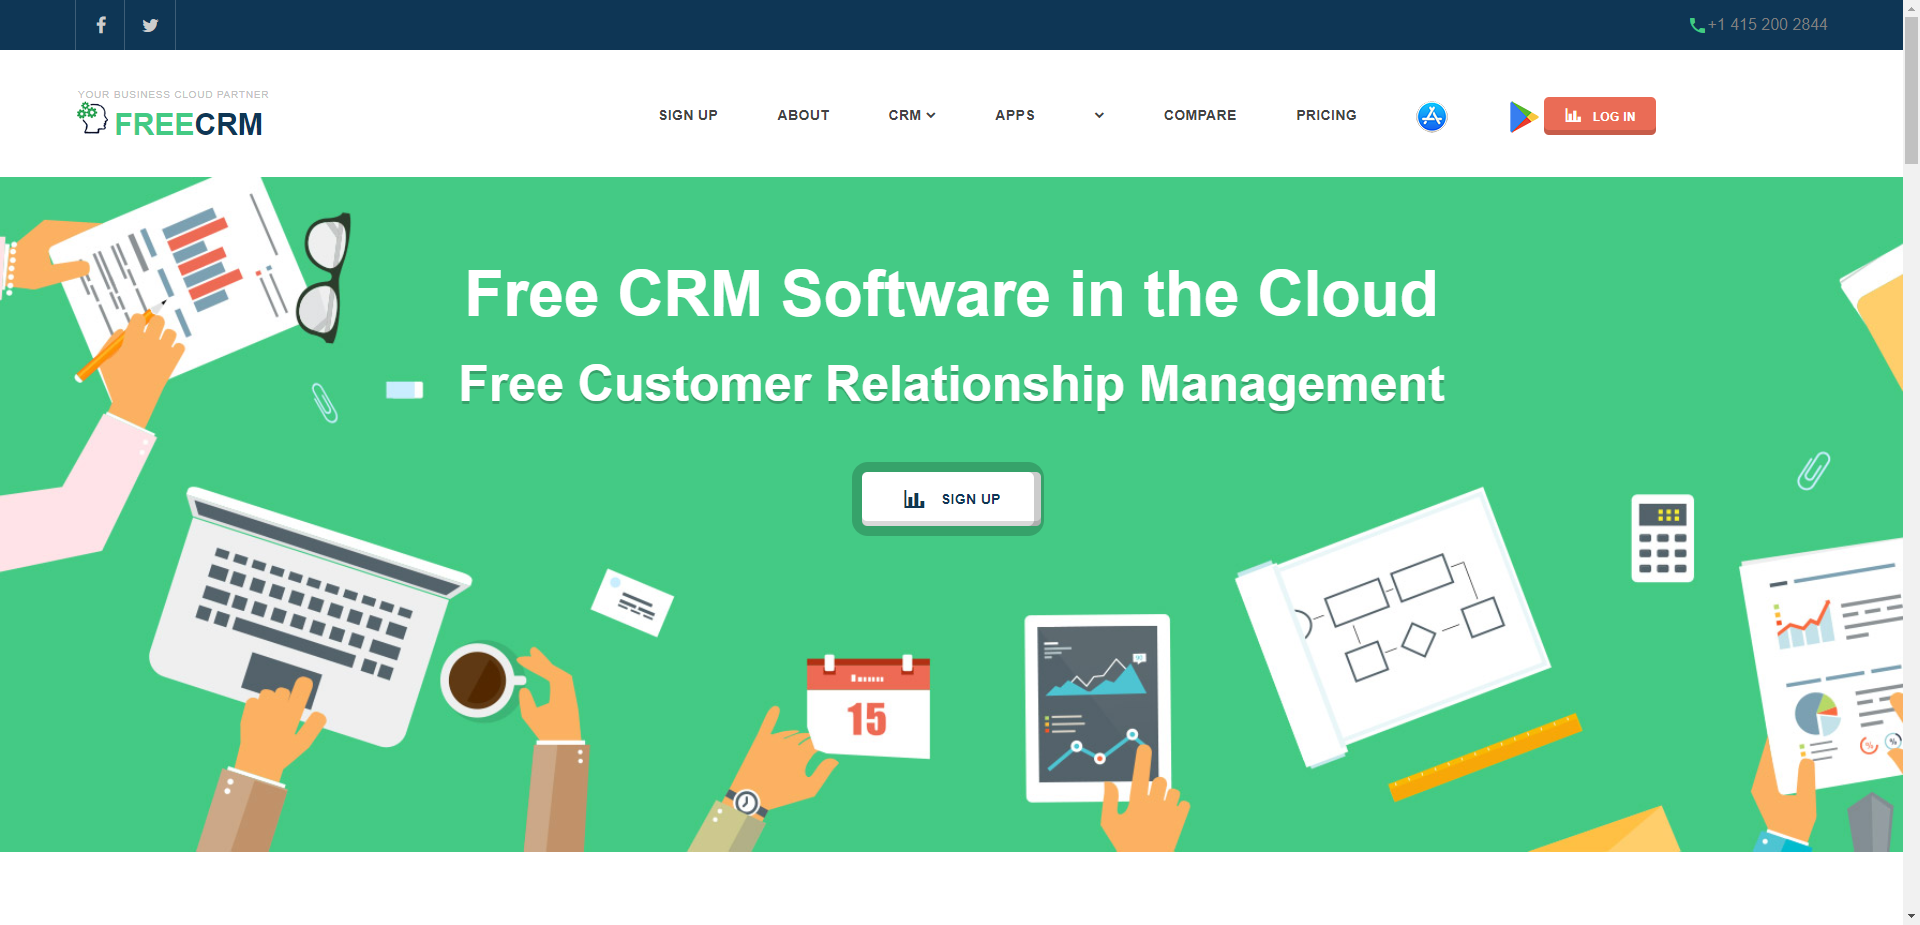 +1 415 200 2844
YOUR BUSINESS CLOUD PARTNER
FREECRM
SIGN UP ABOUT CRM APPS COMPARE PRICING LOG IN
Free CRM Software in the Cloud
Free Customer Relationship Management
SIGN UP
15
%
%